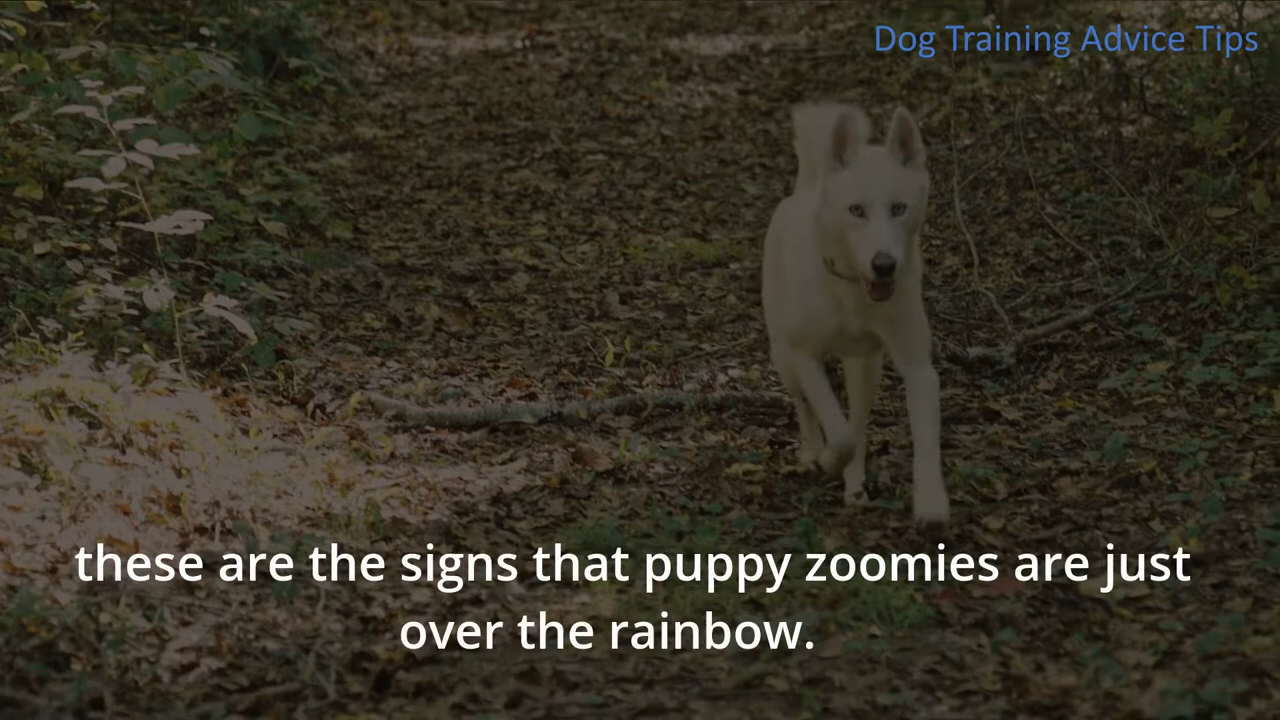 Dog Training Advice Tips
these are the signs that puppy zoomies are just
over the rainbow.